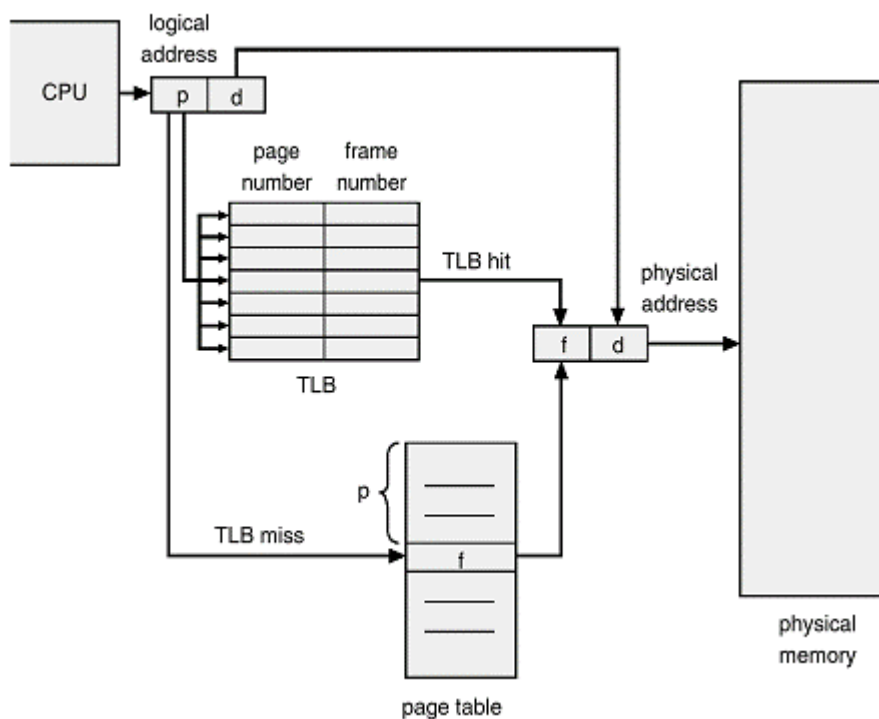 logical
address
CPU
p
d
page
number
frame
number
TLB hit
physical
address
f
d
TLB
p
TLB miss
f
page table
physical
memory